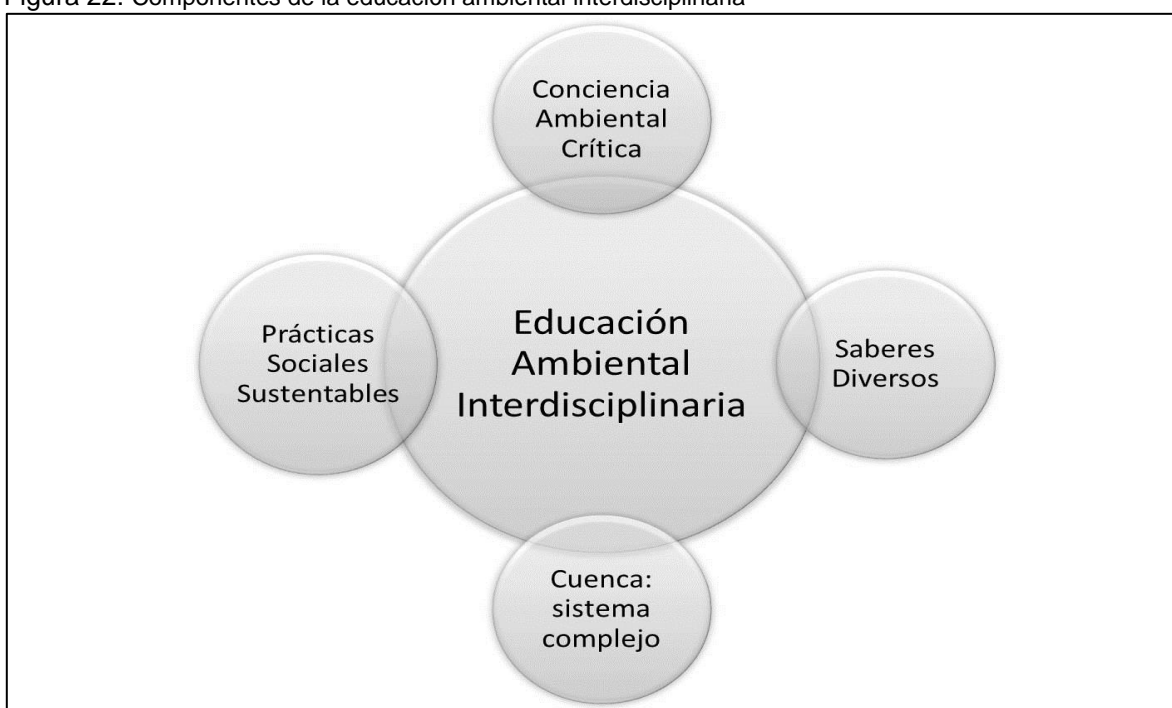 Figura 22. Componentes de la educación ambiental interdisciplinaria
Conciencia
Ambiental
Crítica
Prácticas
Sociales
Sustentables
Educación
Ambiental
Interdisciplinaria
Saberes
Diversos
Cuenca:
sistema
complejo